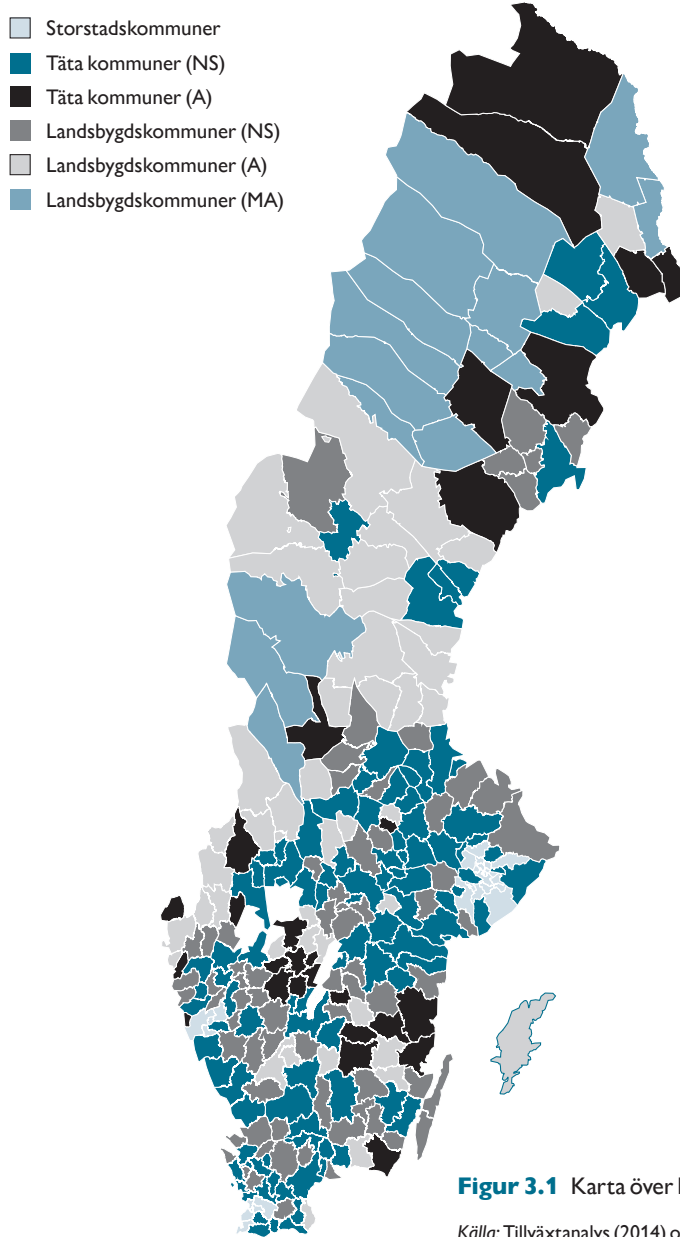 Storstadskommuner
Täta kommuner (NS)
Täta kommuner (A)
Landsbygdskommuner (NS)
Landsbygdskommuner (A)
Landsbygdskommuner (MA)
Figur 3.1 Karta över
Källa: Tillväxtanalys (2014)